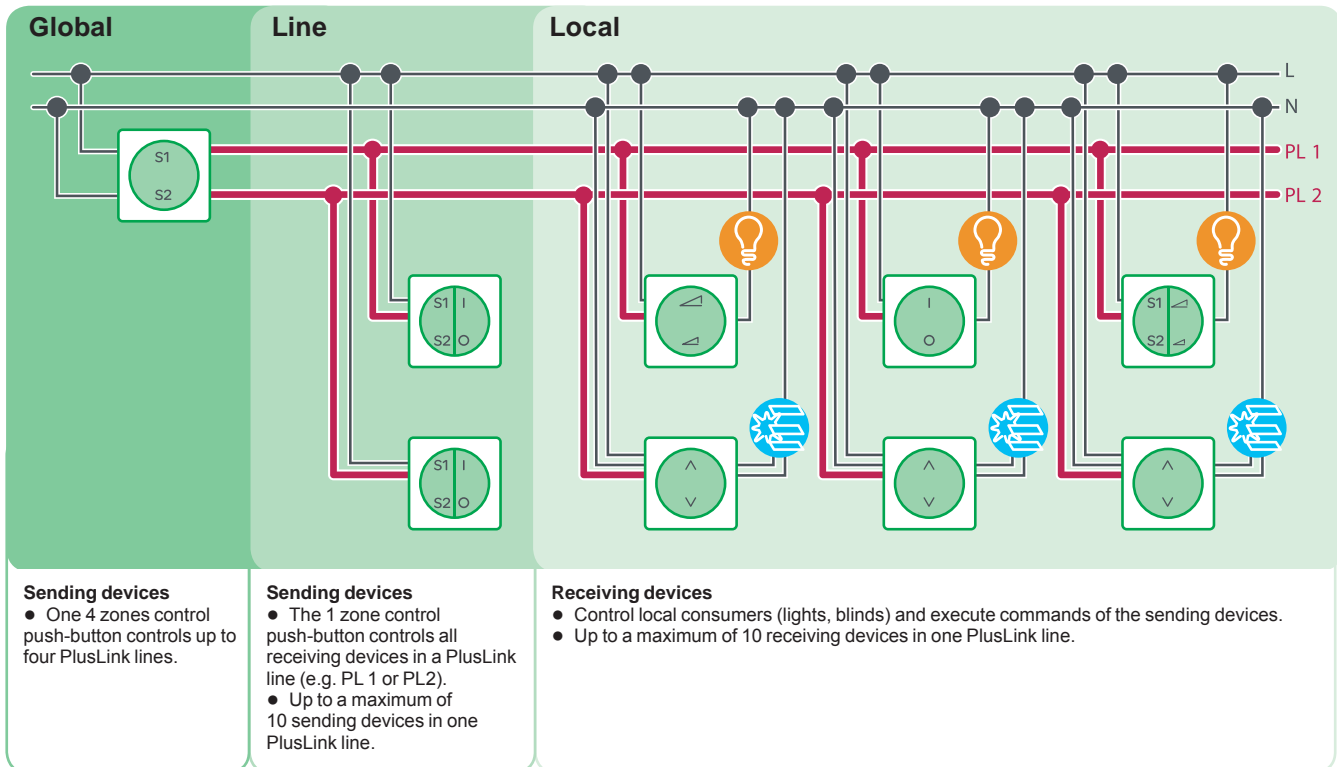 Global
Line
Local
L
N
PL 1
PL 2
S1
S2
S1 I
S2 O
I
O
S1
S2
S1 I
S2 O
Sending devices
● One 4 zones control
push-button controls up to
four PlusLink lines.
Sending devices
● The 1 zone control
push-button controls all
receiving devices in a PlusLink
line (e.g. PL 1 or PL2).
● Up to a maximum of
10 sending devices in one
PlusLink line.
Receiving devices
● Control local consumers (lights, blinds) and execute commands of the sending devices.
● Up to a maximum of 10 receiving devices in one PlusLink line.